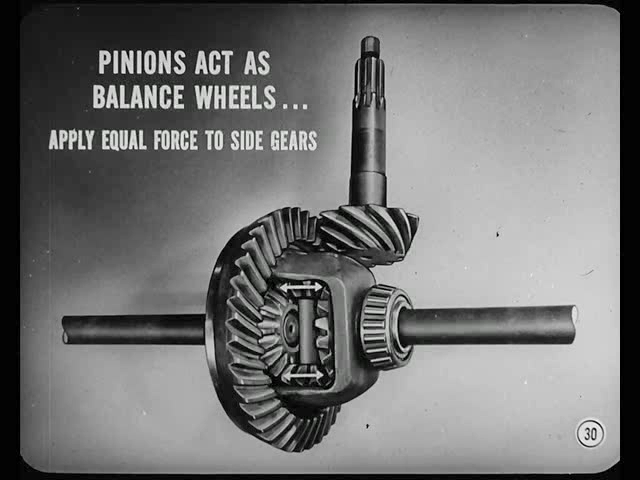 PINIONS ACT AS
BALANCE WHEELS...
APPLY EQUAL FORCE TO SIDE GEARS
30